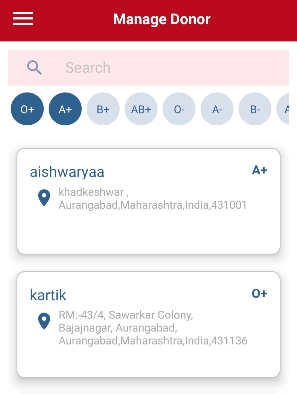 Manage Donor
Search
O+ A+ B+ AB+ O- A- B-
aishwaryaa A+
khadkeshwar ,
Aurangabad,Maharashtra,India,431001
kartik O+
RM:-43/4, Sawarkar Colony,
Bajajnagar, Aurangabad,
Aurangabad,Maharashtra,India,431136